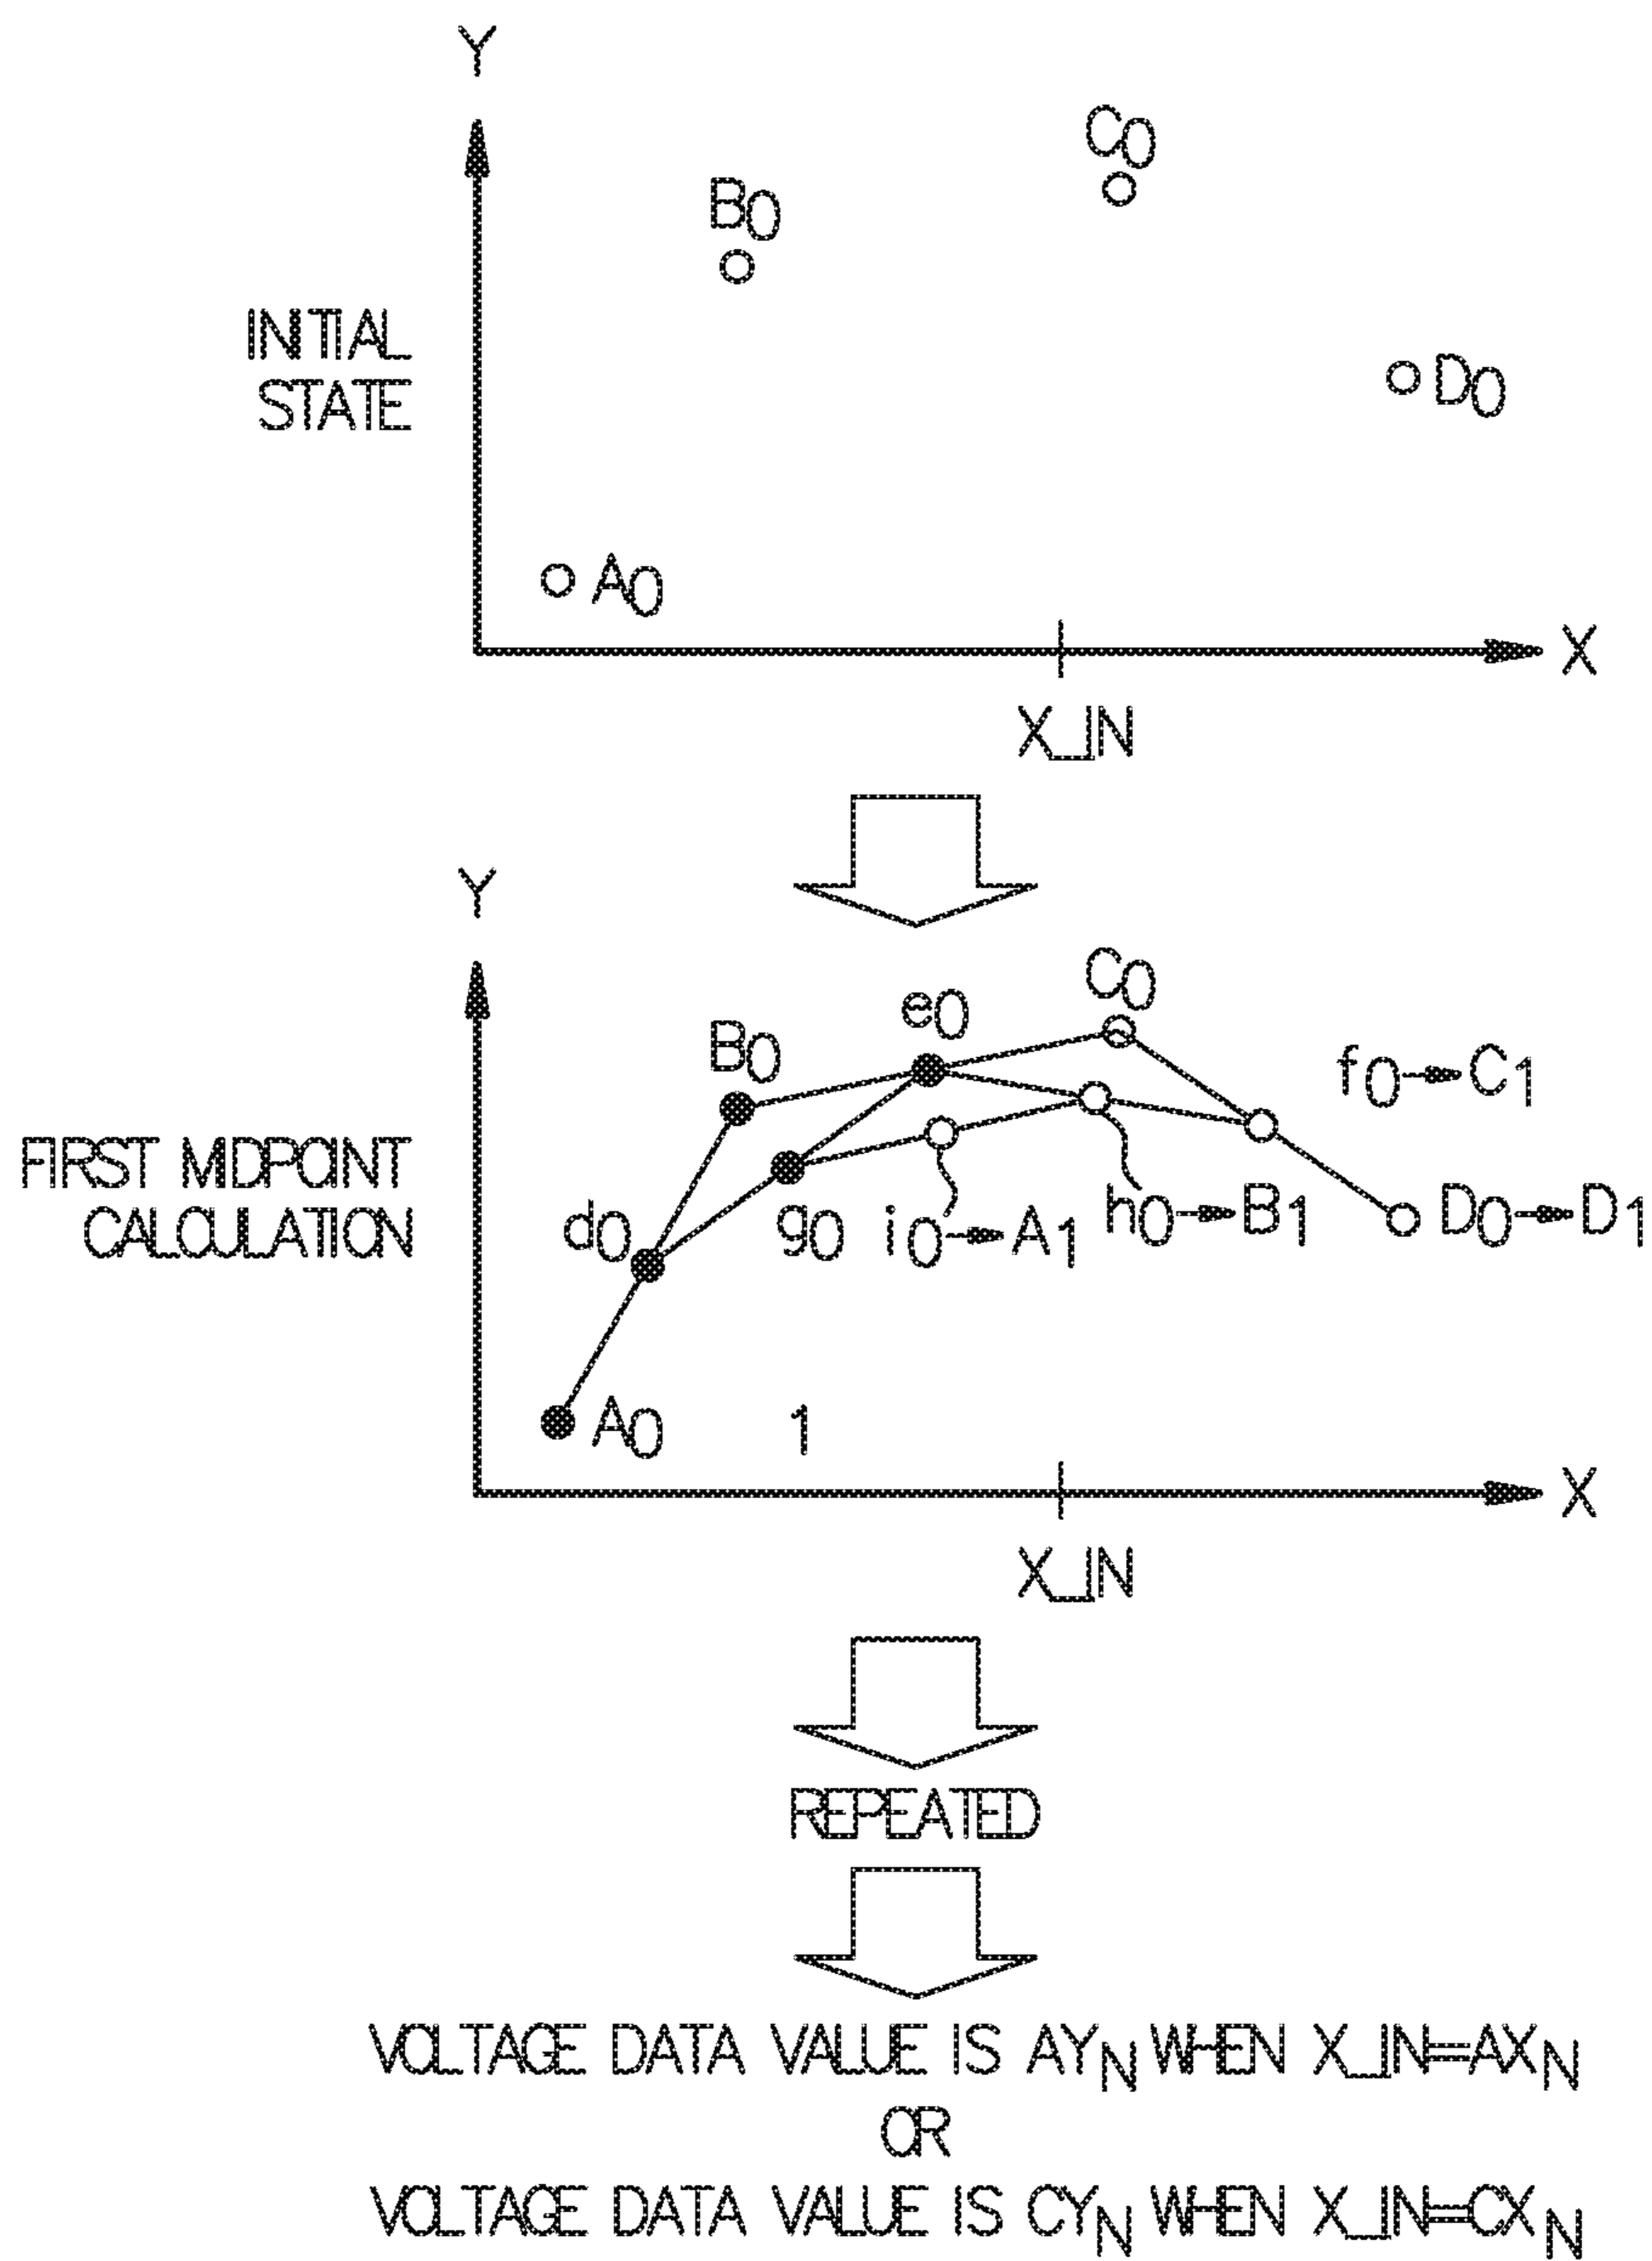 Y
C0
B0
INITIAL
STATE
D0
A0
X
X_IN
Y
C0
e0
B0
f0→C1
FIRST MIDPOINT
CALCULATION
d0
g0
i0→A1
h0→B1
D0→D1
A0
1
X
X_IN
REPEATED
VOLTAGE DATA VALUE IS AYN WHEN X_IN=AXN
OR
VOLTAGE DATA VALUE IS CYN WHEN X_IN=CXN